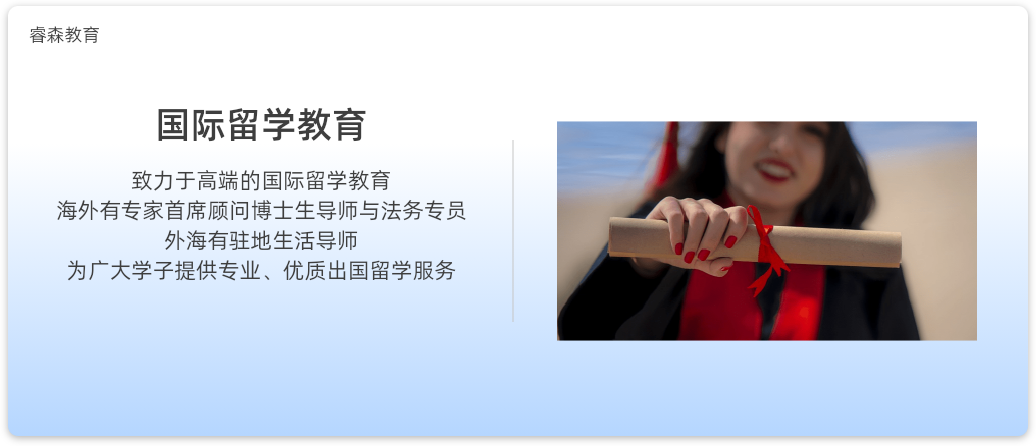 睿森教育
国际留学教育
致力于高端的国际留学教育
海外有专家首席顾问博士生导师与法务专员
外海有驻地生活导师
为广大学子提供专业、优质出国留学服务